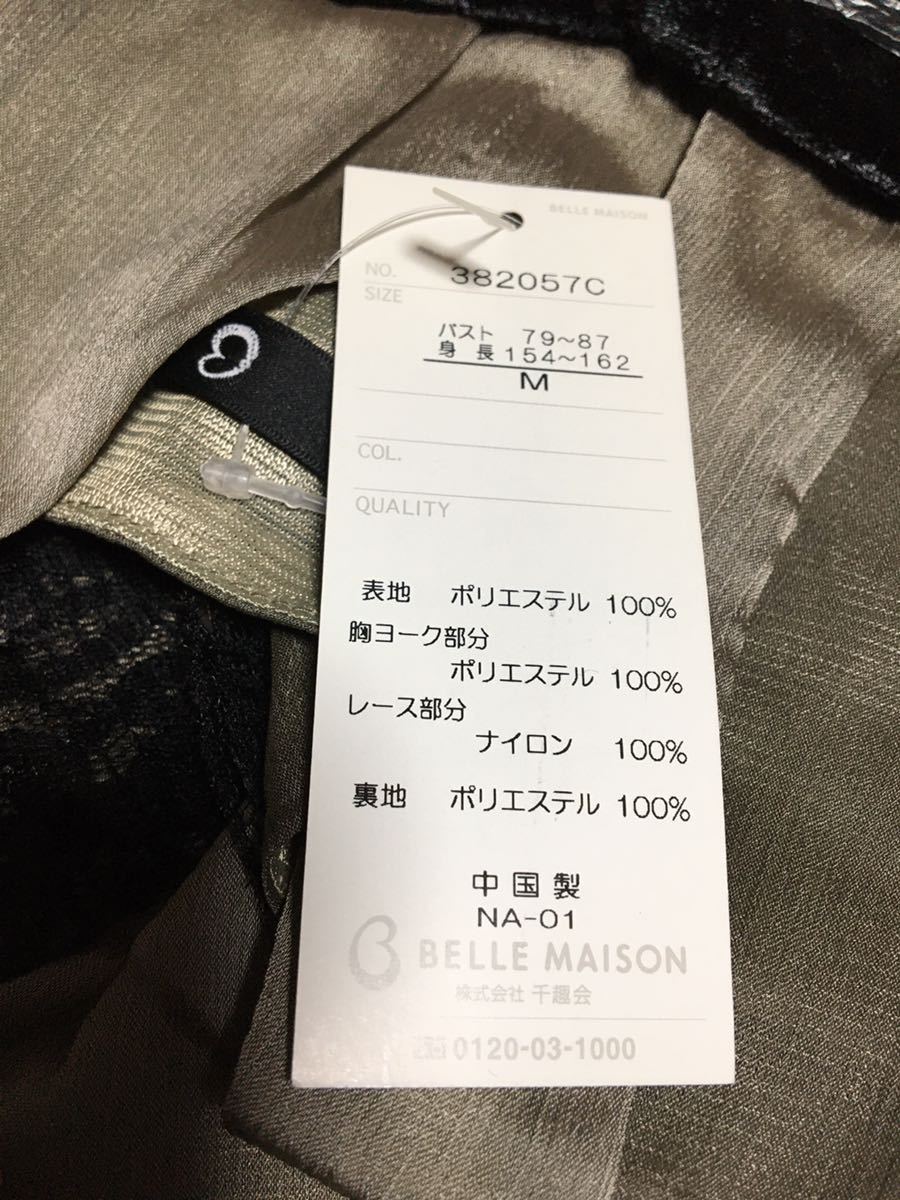 BELLE MAISON
NO. 382057C
SIZE
バスト 79~87
身長 154~162
M
COL.
QUALITY
表地 ポリエステル 100%
胸ヨーク部分
ポリエステル 100%
レース部分
ナイロン 100%
裏地 ポリエステル 100%
中国製
NA-01
BELLE MAISON
株式会社 千趣会
0120-03-1000